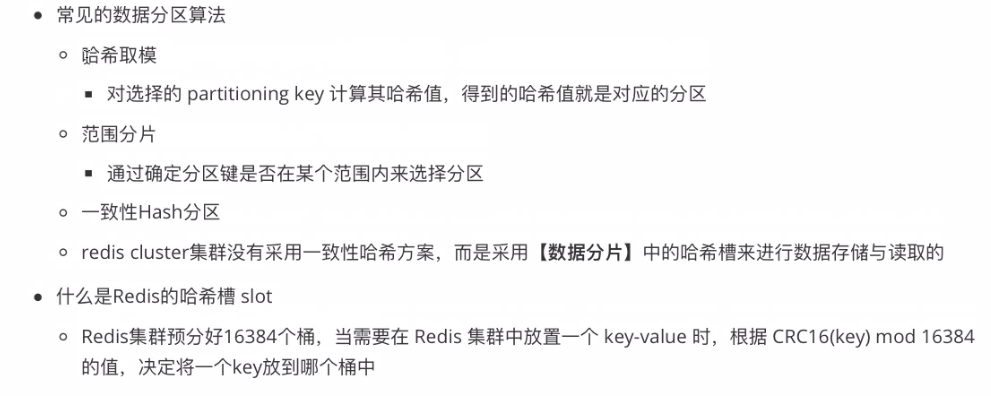 常见的数据分区算法
哈希取模
对选择的 partitioning key 计算其哈希值，得到的哈希值就是对应的分区
范围分片
通过确定分区键是否在某个范围内来选择分区
一致性Hash分区
redis cluster集群没有采用一致性哈希方案，而是采用【数据分片】中的哈希槽来进行数据存储与读取的
什么是Redis的哈希槽 slot
Redis集群预分好16384个桶，当需要在 Redis 集群中放置一个 key-value 时，根据 CRC16(key) mod 16384
的值，决定将一个key放到哪个桶中